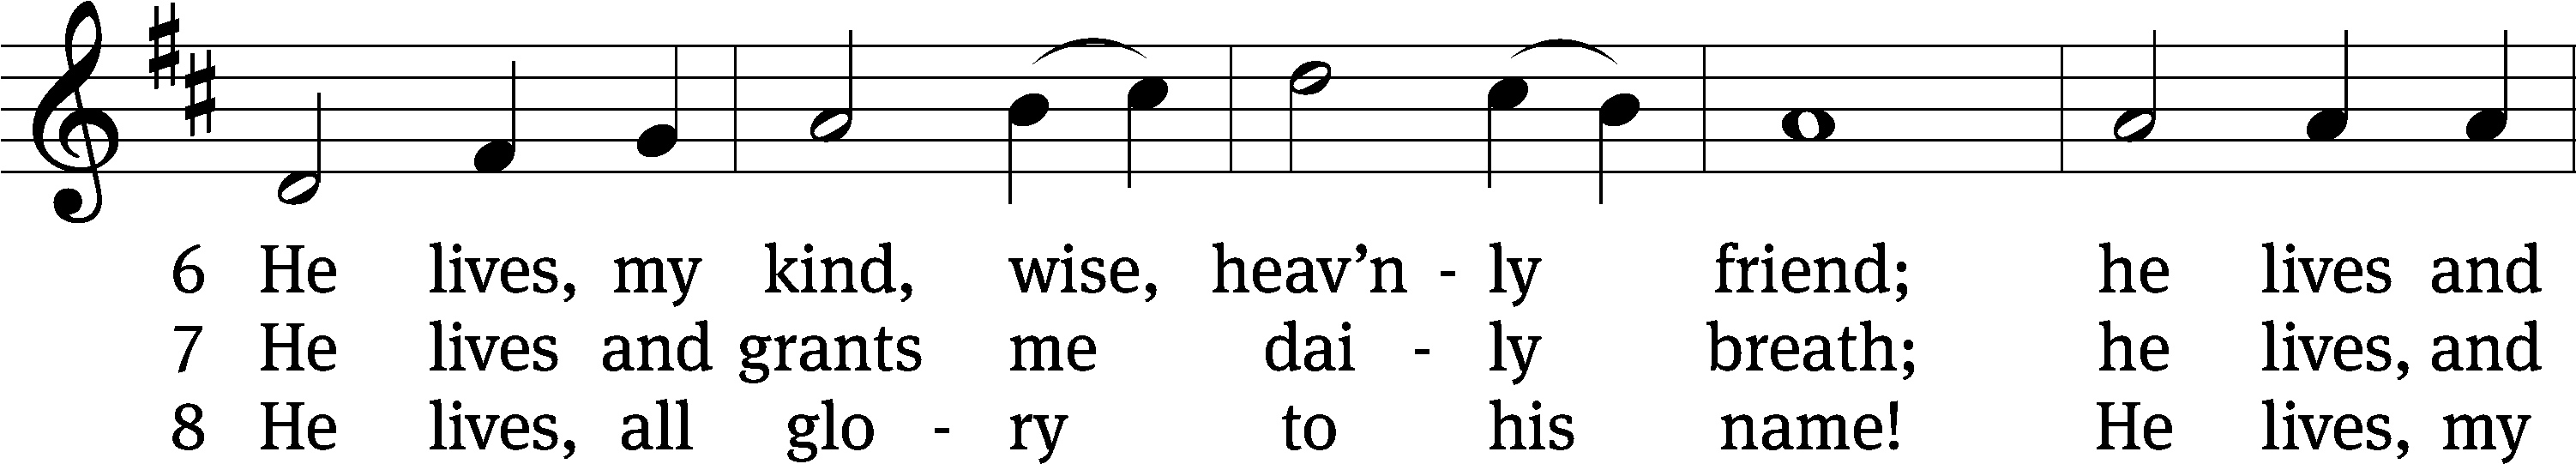 6 He lives, my kind, wise, heav’n - ly friend; he lives and
7 He lives and grants me dai - ly breath; he lives, and
8 He lives, all glo - ry to his name! He lives, my